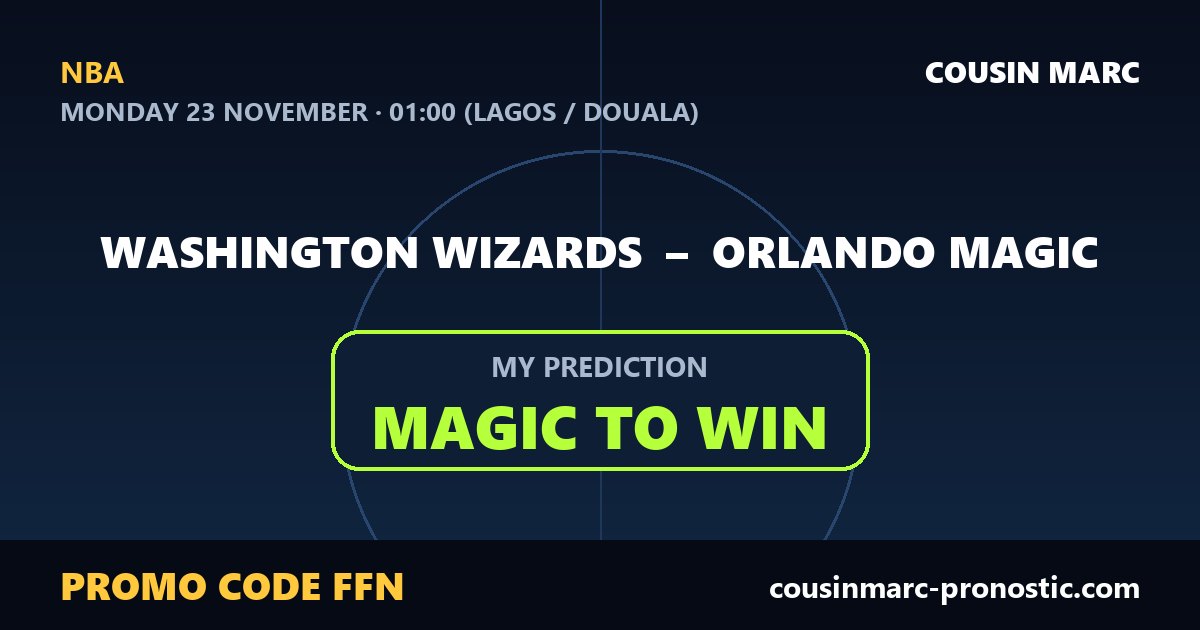 NBA
COUSIN MARC
MONDAY 23 NOVEMBER · 01:00 (LAGOS / DOUALA)
WASHINGTON WIZARDS – ORLANDO MAGIC
MY PREDICTION
MAGIC TO WIN
PROMO CODE FFN
cousinmarc-pronostic.com